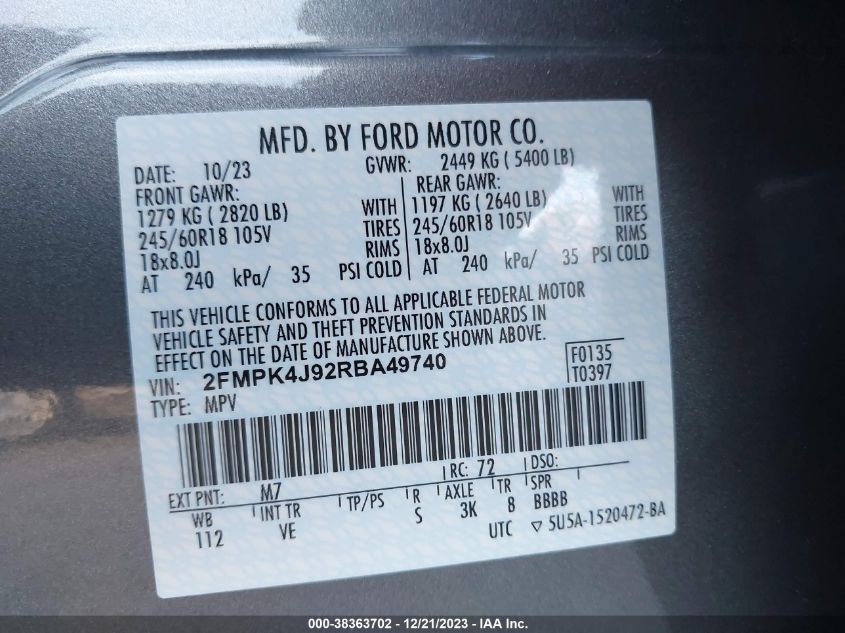 MFD. BY FORD MOTOR CO.
DATE: 10/23 GVWR: 2449 KG ( 5400 LB)
FRONT GAWR: REAR GAWR:
1279 KG ( 2820 LB) WITH 1197 KG ( 2640 LB) WITH
245/60R18 105V TIRES 245/60R18 105V TIRES
18x8.0J RIMS 18x8.0J RIMS
AT 240 kPa/ 35 PSI COLD AT 240 kPa/ 35 PSI COLD
THIS VEHICLE CONFORMS TO ALL APPLICABLE FEDERAL MOTOR
VEHICLE SAFETY AND THEFT PREVENTION STANDARDS IN
EFFECT ON THE DATE OF MANUFACTURE SHOWN ABOVE.
VIN: 2FMPK4J92RBA49740 F0135
TYPE: MPV T0397
EXT PNT: M7 RC: 72 DSO:
WB INT TR TP/PS R AXLE TR SPR
112 VE S 3K 8 BBBB
UTC ▽ 5U5A-1520472-BA
000-38363702 - 12/21/2023 - IAA Inc.